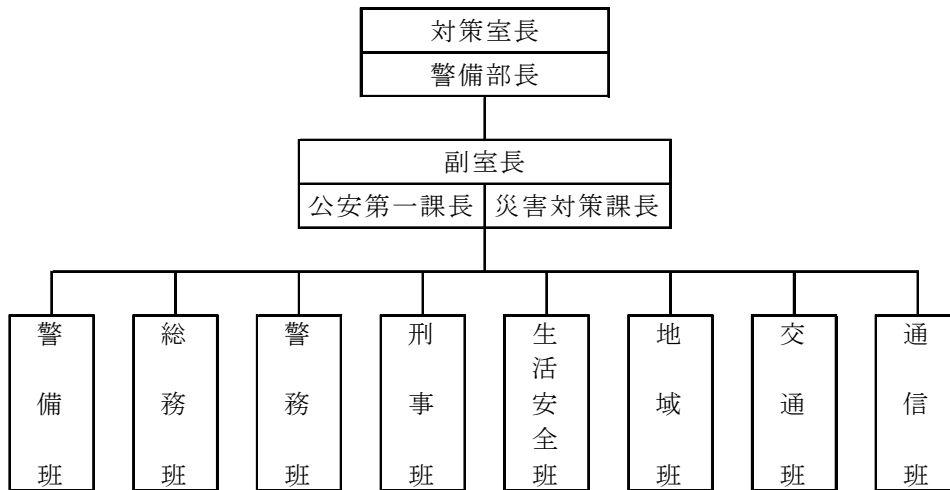 対策室長
警備部長
副室長
公安第一課長
災害対策課長
警備班
総務班
警務班
刑事班
生活安全班
地域班
交通班
通信班